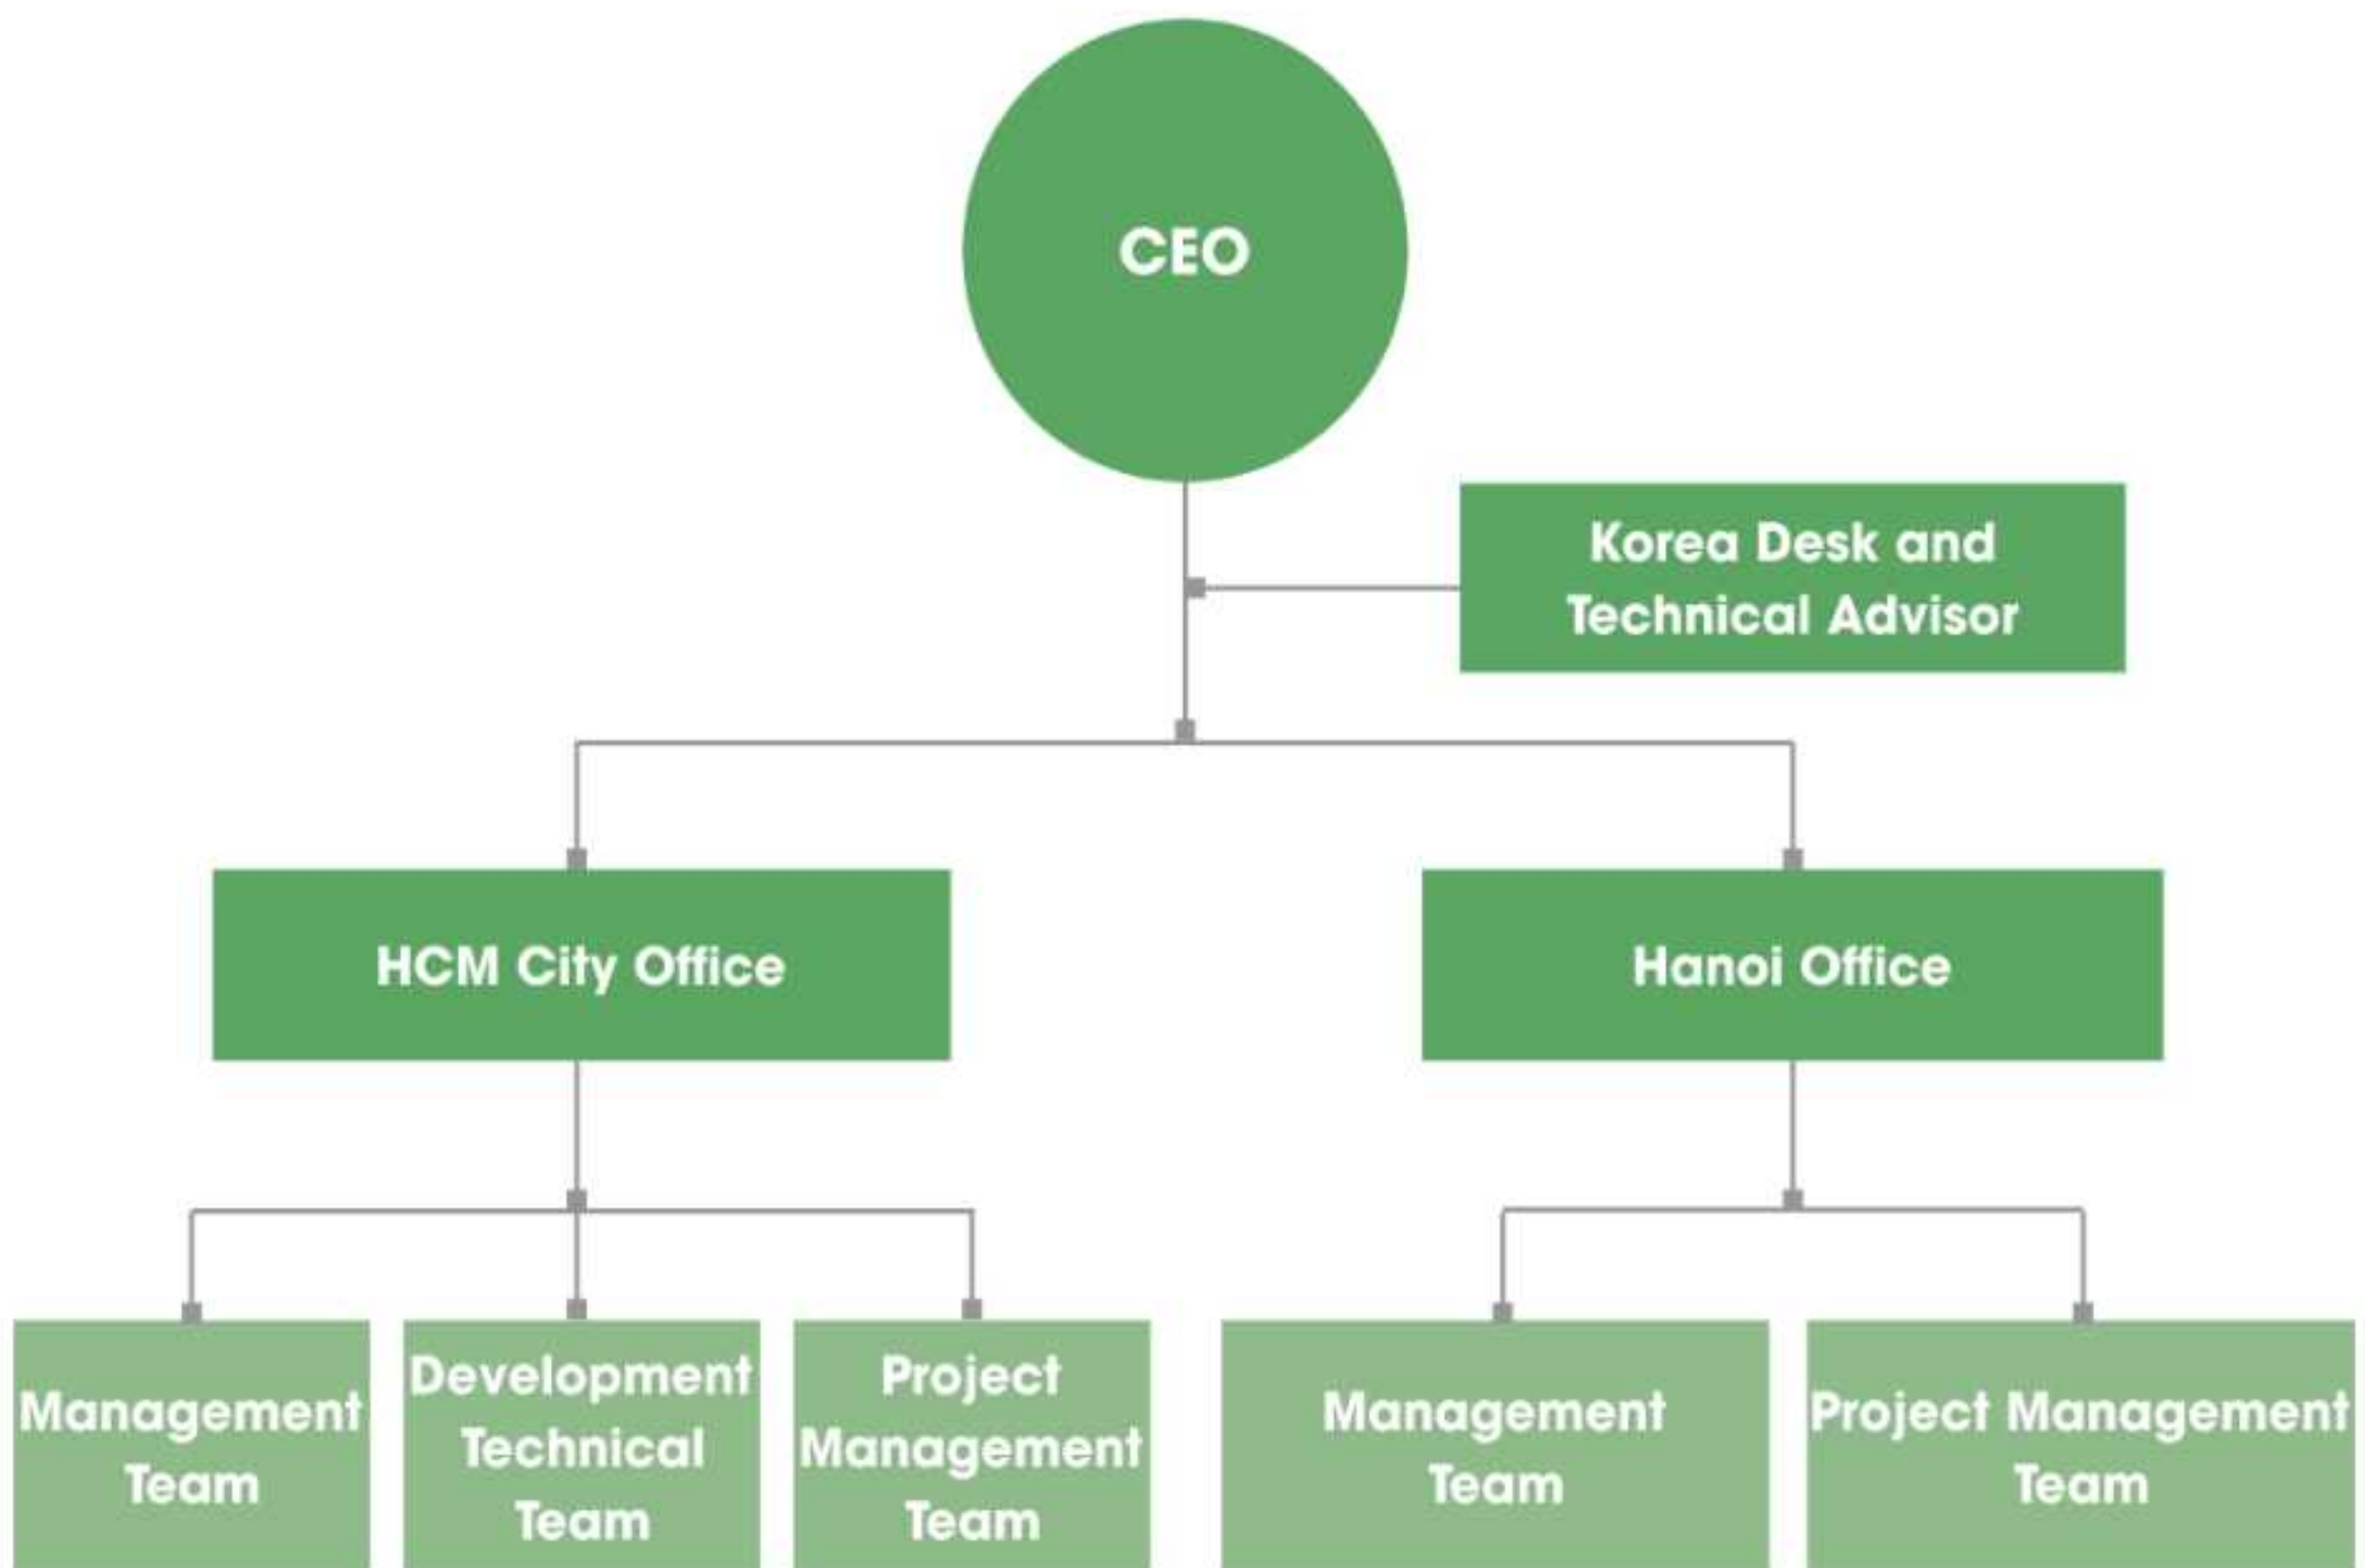 CEO
Korea Desk and
Technical Advisor
HCM City Office
Hanoi Office
Management
Team
Development
Technical
Team
Project
Management
Team
Management
Team
Project Management
Team